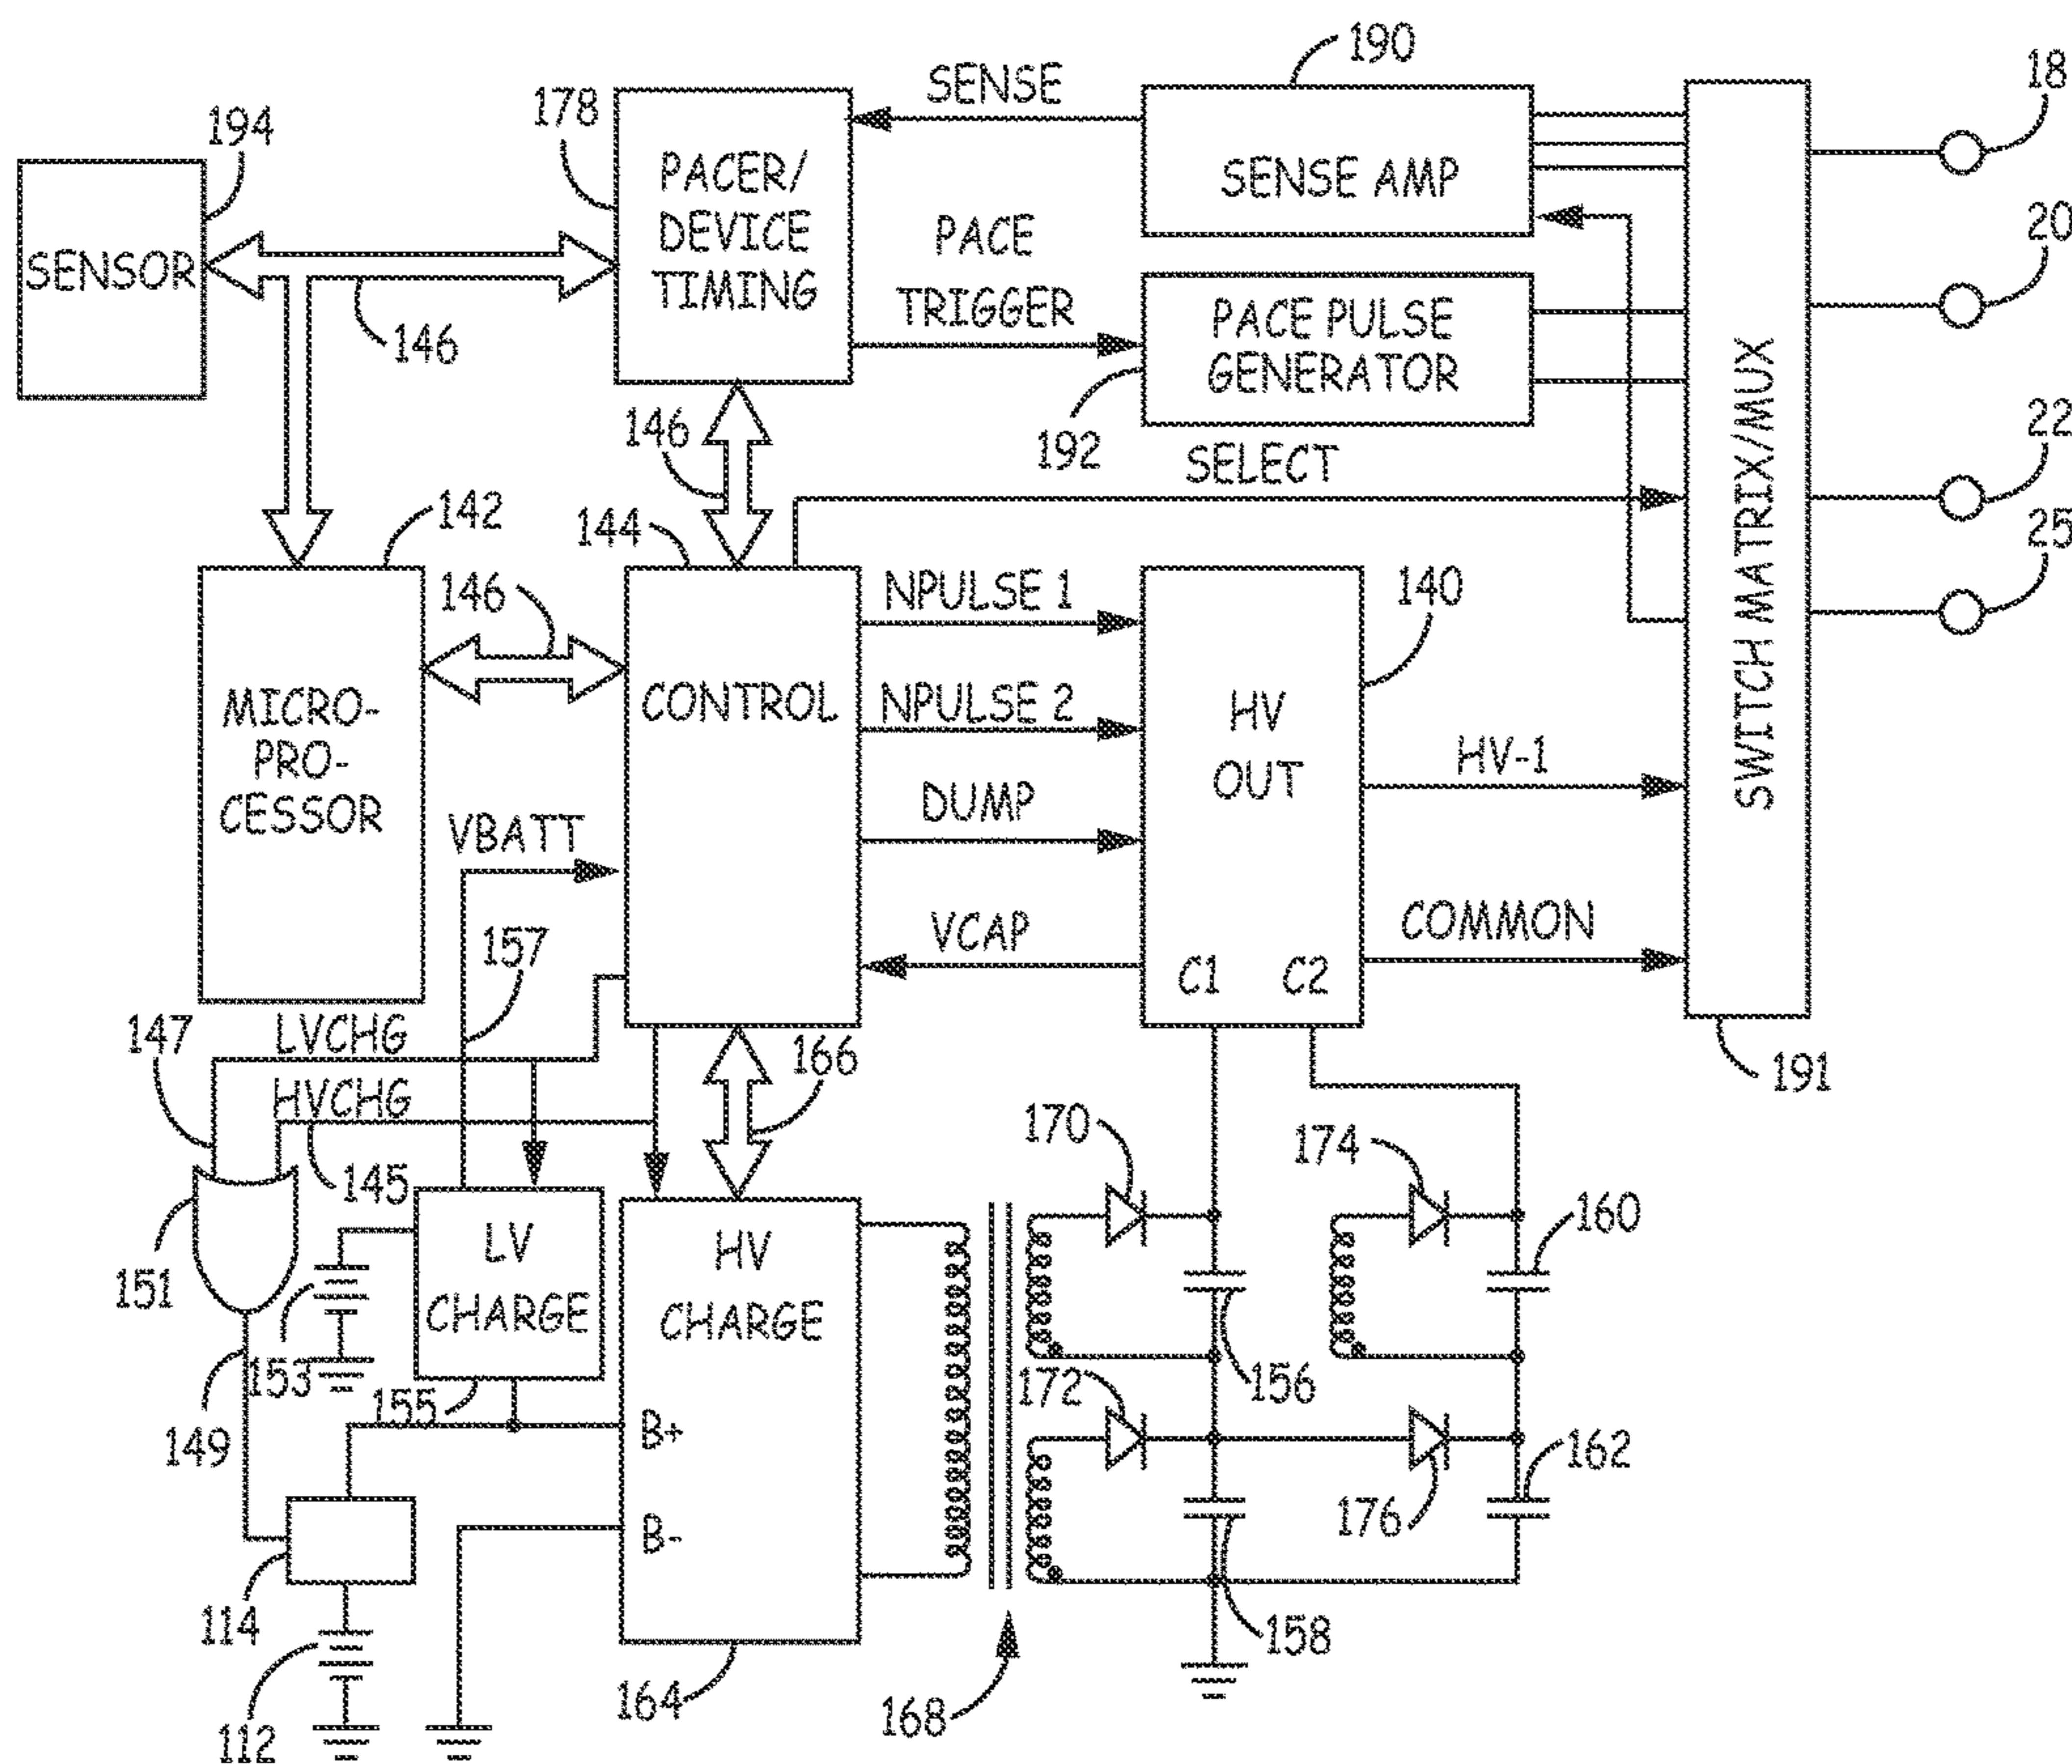 190
18
SENSE
194
178
PACER/
DEVICE
TIMING
SENSE AMP
20
SENSOR
PACE
TRIGGER
146
PACE PULSE
GENERATOR
146
192
SELECT
22
SWITCH MATRIX/MUX
142
144
25
146
NPULSE 1
140
MICRO-
PRO-
CESSOR
CONTROL
NPULSE 2
HV
OUT
HV-1
DUMP
VBATT
VCAP
COMMON
157
C1
C2
147
LVCHG
166
191
HVCHG
170
174
145
LV
CHARGE
HV
CHARGE
160
151
153
155
172
156
149
B+
162
176
B-
114
158
164
168
112